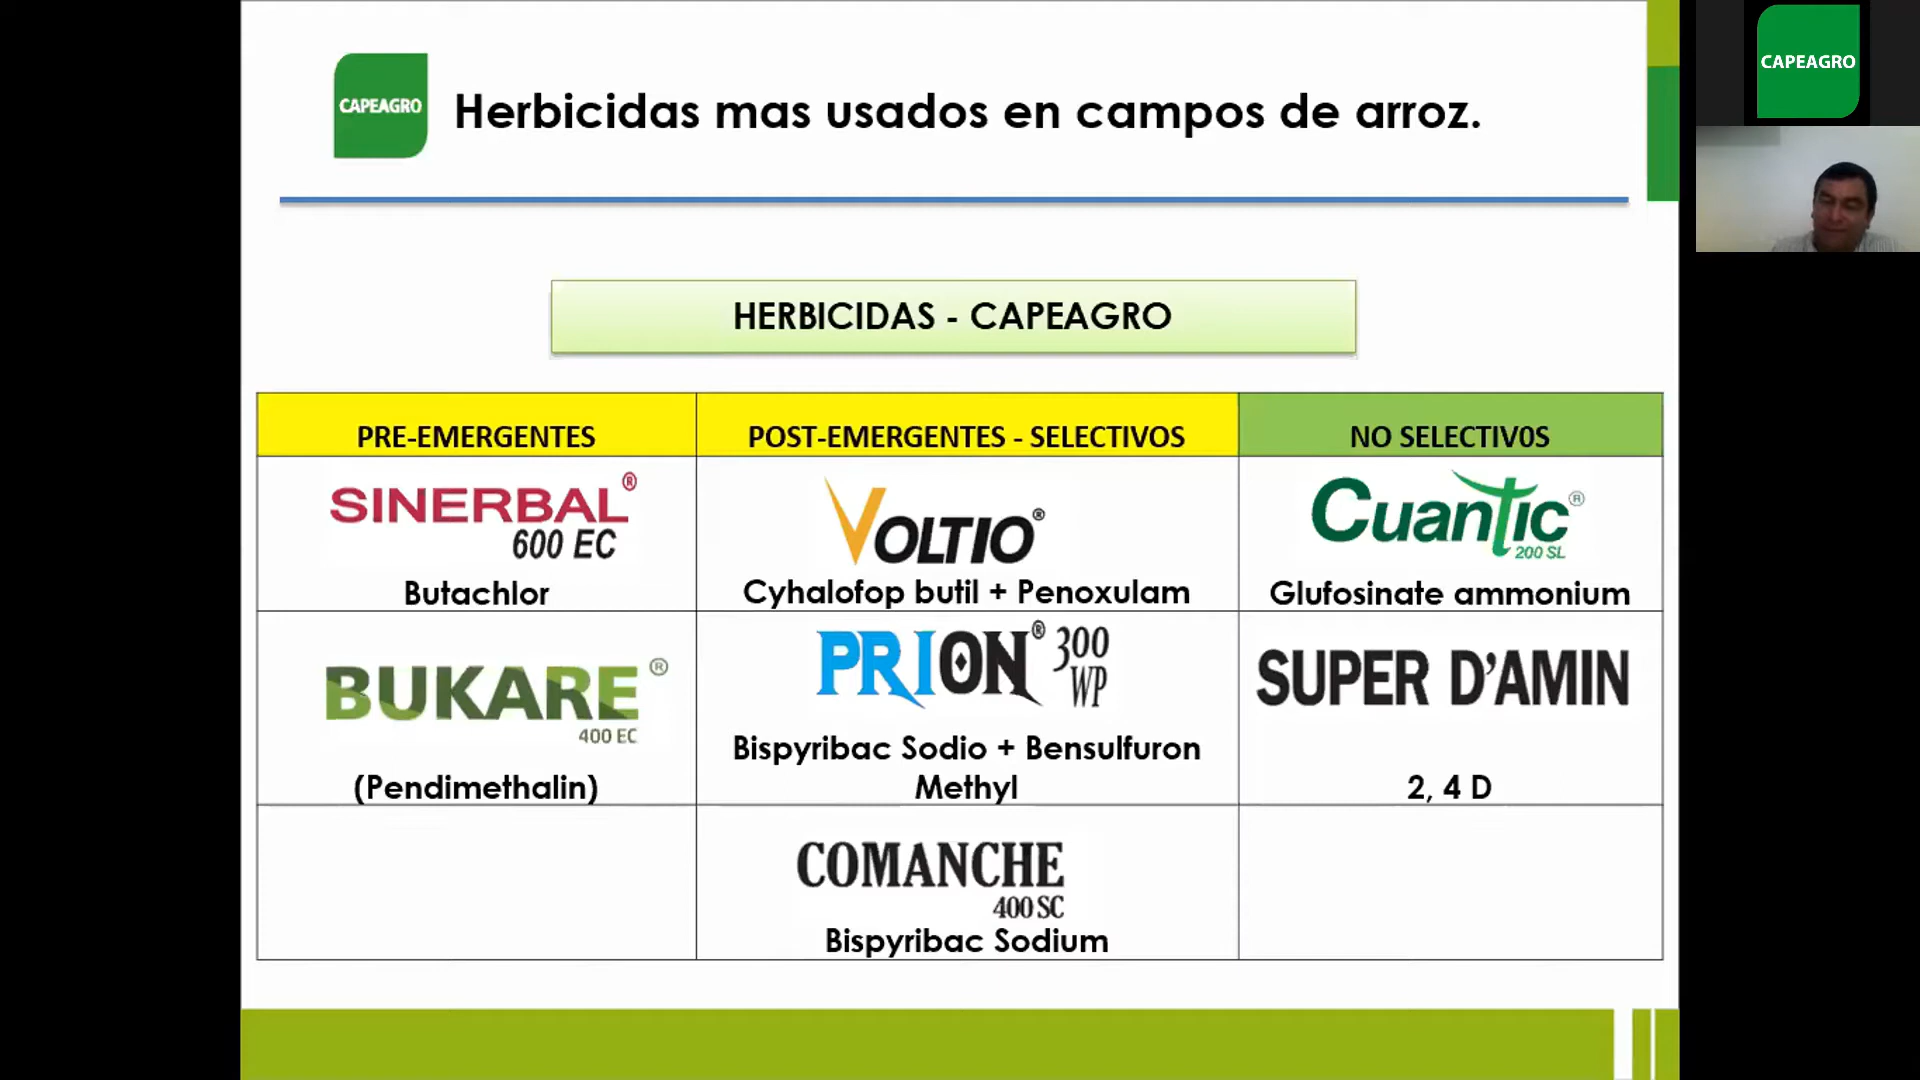 CAPEAGRO
Herbicidas mas usados en campos de arroz.
CAPEAGRO
HERBICIDAS - CAPEAGRO
PRE-EMERGENTES
POST-EMERGENTES - SELECTIVOS
NO SELECTIV0S
SINERBAL®
600 EC
Butachlor
VOLTIO®
Cyhalofop butil + Penoxulam
Cuantic®
200 SL
Glufosinate ammonium
BUKARE®
400 EC
(Pendimethalin)
PRION® 300
WP
Bispyribac Sodio + Bensulfuron
Methyl
SUPER D'AMIN
2, 4 D
COMANCHE
400 SC
Bispyribac Sodium